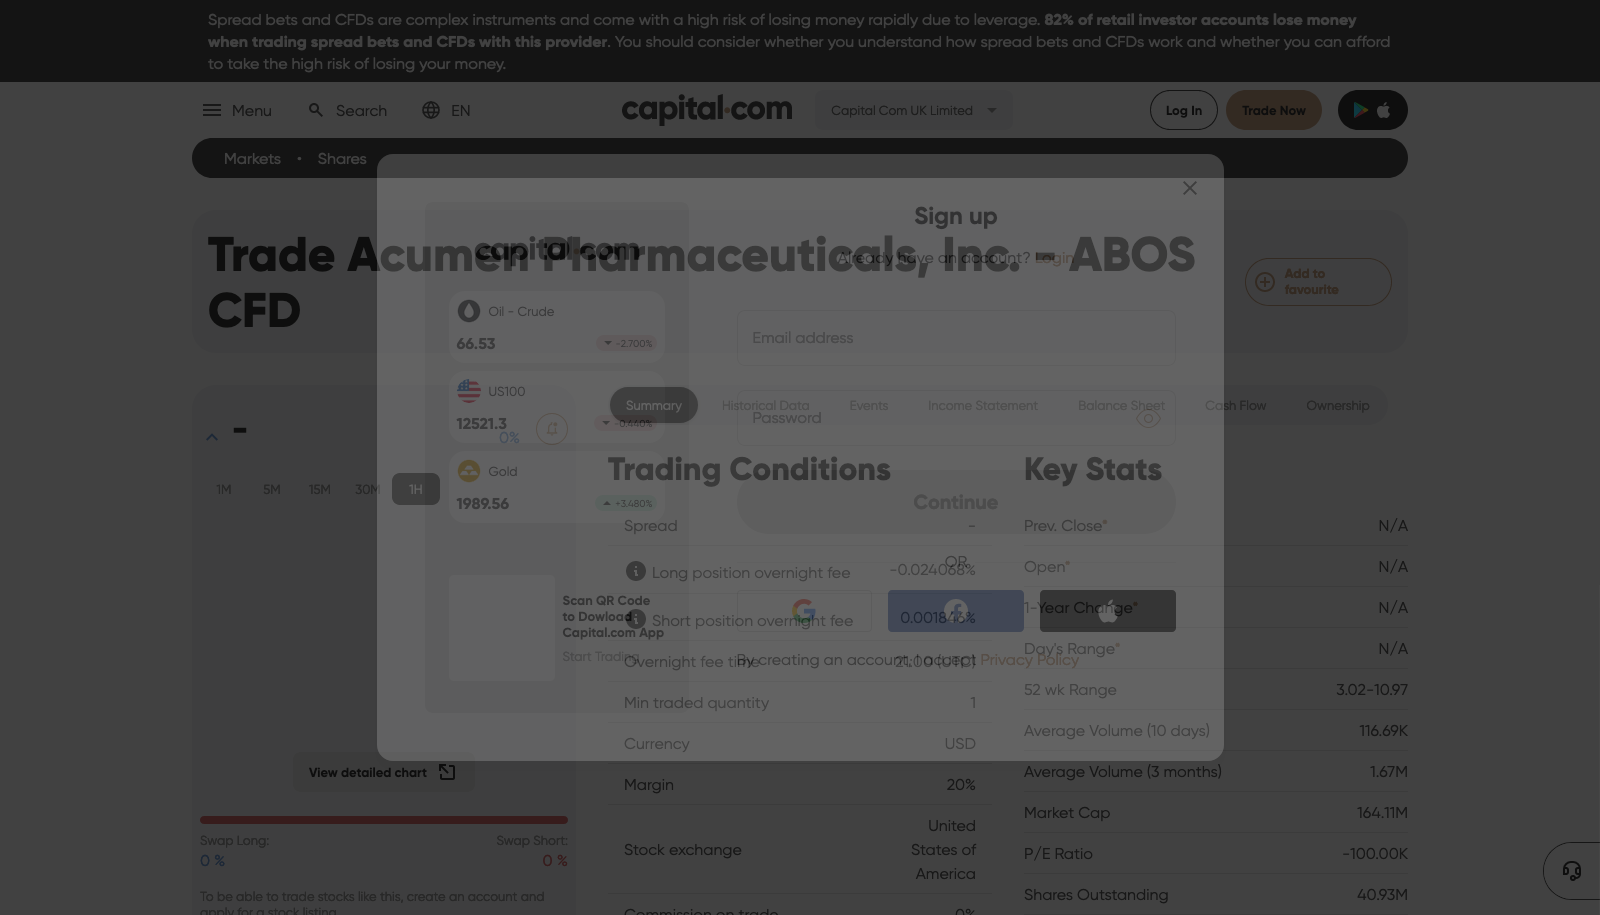 Spread bets and CFDs are complex instruments and come with a high risk of losing money rapidly due to leverage. 82% of retail investor accounts lose money
when trading spread bets and CFDs with this provider. You should consider whether you understand how spread bets and CFDs work and whether you can afford
to take the high risk of losing your money.
Menu
Search
EN
capital.com
Capital Com UK Limited
Log In
Trade Now
Markets • Shares
Trade Acumen Pharmaceuticals, Inc. - ABOS
CFD
Add to
favourite
Sign up
Already have an account? Login
capital.com
Oil - Crude
66.53
-2.700%
US100
12521.3
-0.440%
Gold
1989.56
+3.480%
Scan QR Code
to Dowload
Capital.com App
Start Trading
Email address
Password
Continue
OR
By creating an account, I accept Privacy Policy
-
0%
1M
5M
15M
30M
1H
View detailed chart
Swap Long:
0 %
Swap Short:
0 %
To be able to trade stocks like this, create an account and
apply for a stock listing
Summary
Historical Data
Events
Income Statement
Balance Sheet
Cash Flow
Ownership
Trading Conditions
Spread -
Long position overnight fee -0.024068%
Short position overnight fee 0.001846%
Overnight fee time 21:00 (UTC)
Min traded quantity 1
Currency USD
Margin 20%
Stock exchange United
States of
America
Commission on trade 0%
Key Stats
Prev. Close* N/A
Open* N/A
1-Year Change* N/A
Day's Range* N/A
52 wk Range 3.02-10.97
Average Volume (10 days) 116.69K
Average Volume (3 months) 1.67M
Market Cap 164.11M
P/E Ratio -100.00K
Shares Outstanding 40.93M